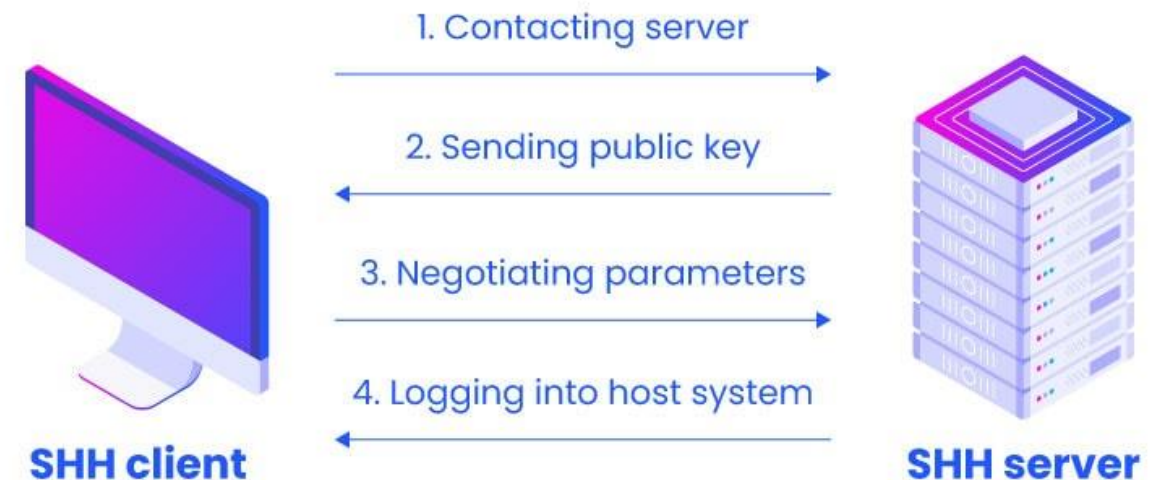 1. Contacting server
2. Sending public key
3. Negotiating parameters
4. Logging into host system
SHH client
SHH server